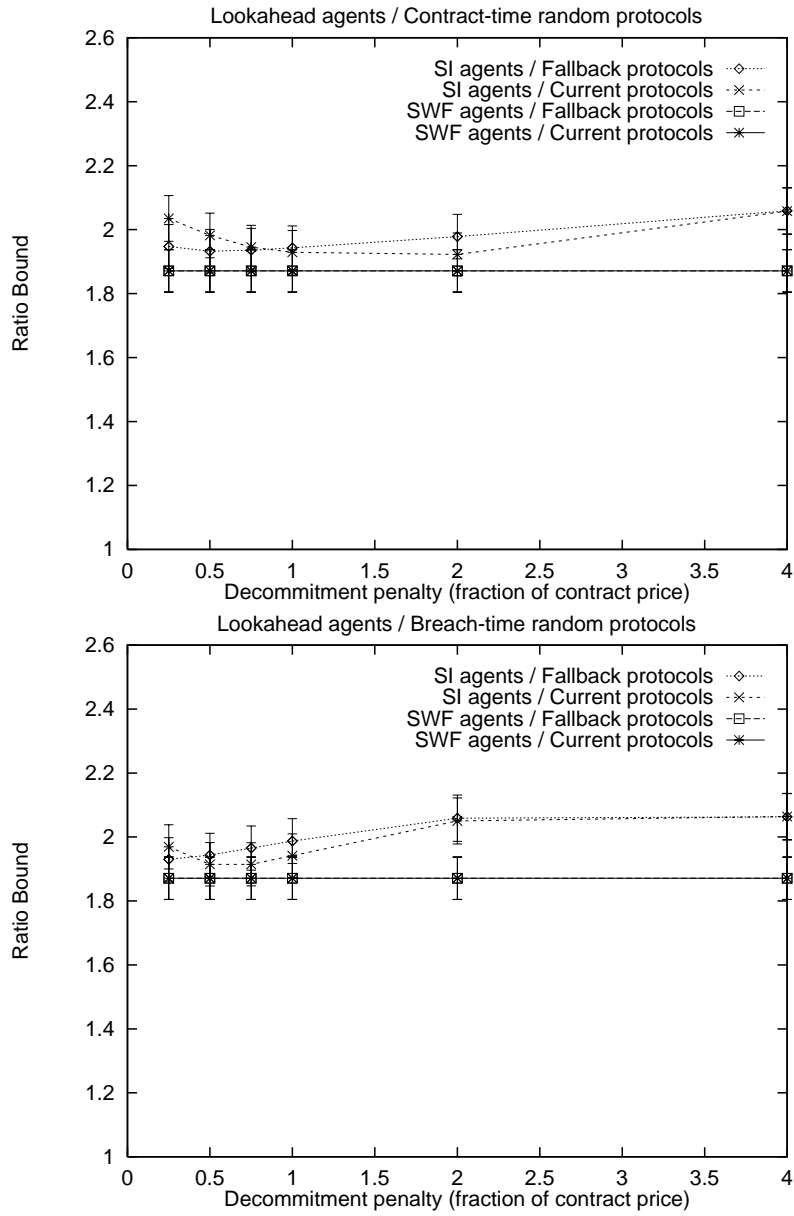 Lookahead agents / Contract-time random protocols
2.6
2.4
2.2
2
1.8
1.6
1.4
1.2
1
Ratio Bound
SI agents / Fallback protocols
SI agents / Current protocols
SWF agents / Fallback protocols
SWF agents / Current protocols
0 0.5 1 1.5 2 2.5 3 3.5 4
Decommitment penalty (fraction of contract price)
Lookahead agents / Breach-time random protocols
2.6
2.4
2.2
2
1.8
1.6
1.4
1.2
1
Ratio Bound
SI agents / Fallback protocols
SI agents / Current protocols
SWF agents / Fallback protocols
SWF agents / Current protocols
0 0.5 1 1.5 2 2.5 3 3.5 4
Decommitment penalty (fraction of contract price)